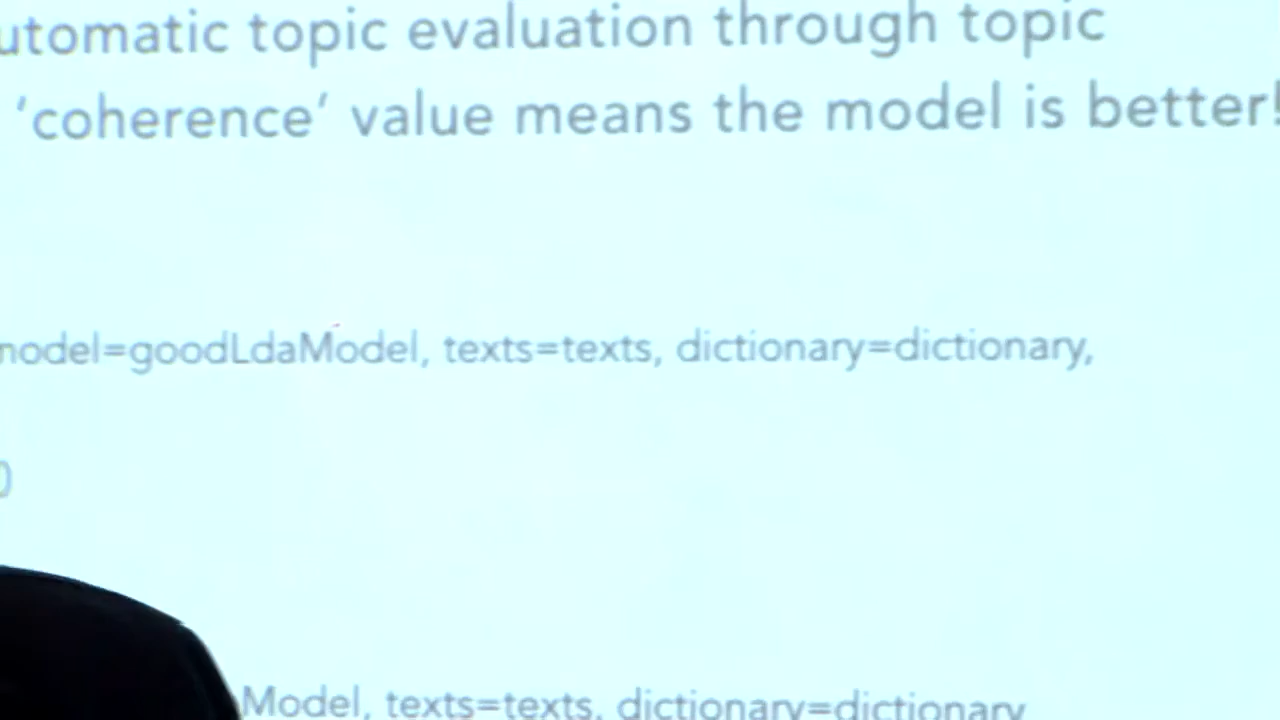 utomatic topic evaluation through topic
'coherence' value means the model is better!
model=goodLdaModel, texts=texts, dictionary=dictionary,
)
Model, texts=texts, dictionary=dictionary